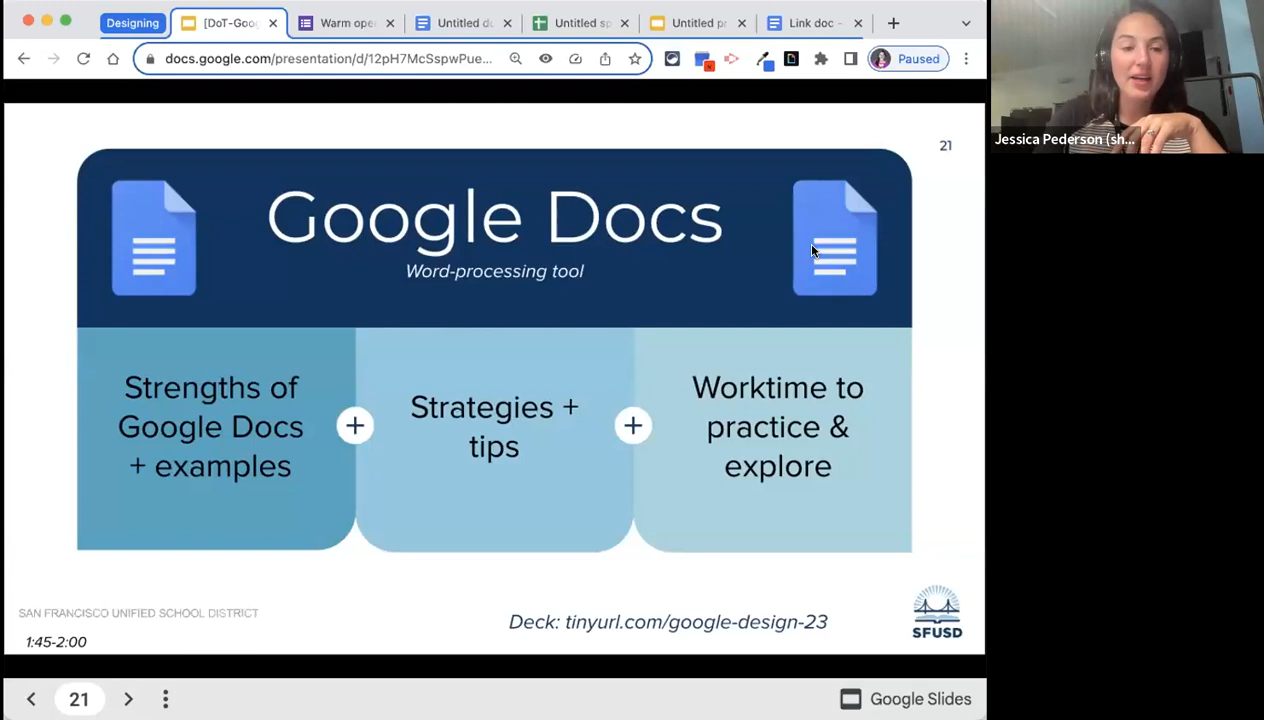 Designing
[DoT-Goo
Warm ope
Untitled do
Untitled sp
Untitled pr
Link doc -
docs.google.com/presentation/d/12pH7McSspwPue...
Paused
Jessica Pederson (sh...
21
Google Docs
Word-processing tool
Strengths of
Google Docs
+ examples
+
Strategies +
tips
+
Worktime to
practice &
explore
SAN FRANCISCO UNIFIED SCHOOL DISTRICT
1:45-2:00
Deck: tinyurl.com/google-design-23
SFUSD
21
Google Slides